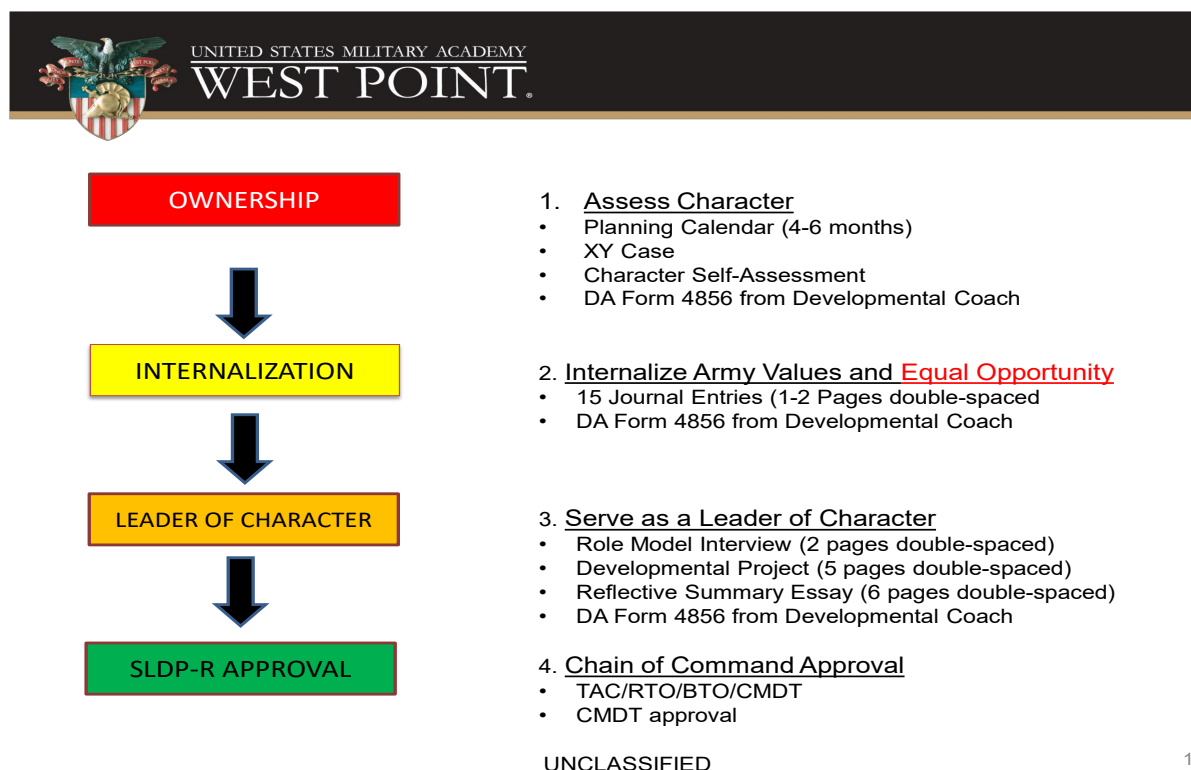 UNITED STATES MILITARY ACADEMY
WEST POINT.
OWNERSHIP
1. Assess Character
• Planning Calendar (4-6 months)
• XY Case
• Character Self-Assessment
• DA Form 4856 from Developmental Coach
INTERNALIZATION
2. Internalize Army Values and Equal Opportunity
• 15 Journal Entries (1-2 Pages double-spaced
• DA Form 4856 from Developmental Coach
LEADER OF CHARACTER
3. Serve as a Leader of Character
• Role Model Interview (2 pages double-spaced)
• Developmental Project (5 pages double-spaced)
• Reflective Summary Essay (6 pages double-spaced)
• DA Form 4856 from Developmental Coach
SLDP-R APPROVAL
4. Chain of Command Approval
• TAC/RTO/BTO/CMDT
• CMDT approval
UNCLASSIFIED
1